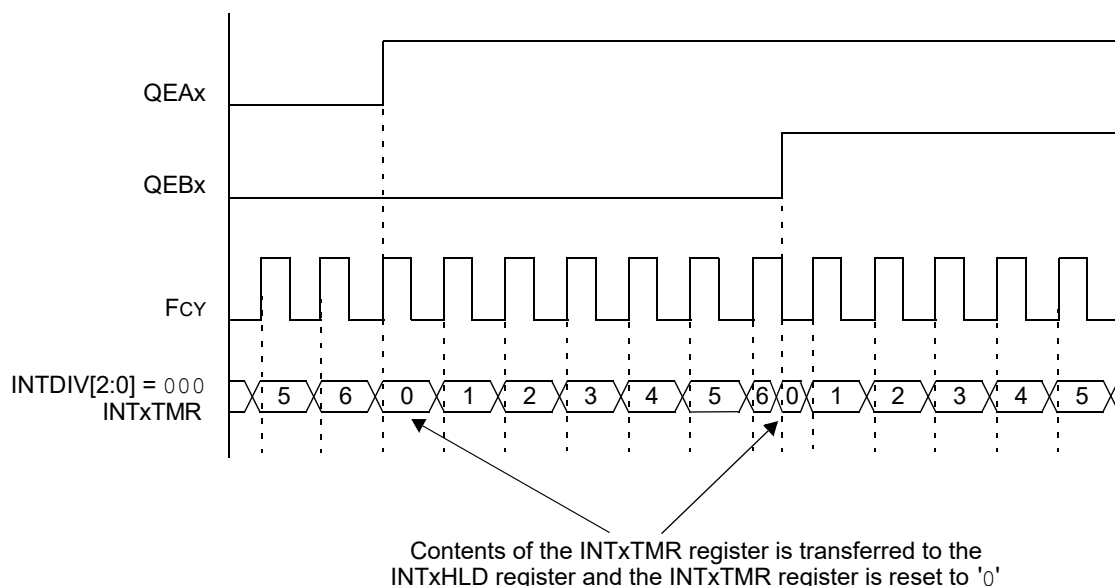 QEAx
QEBx
FCY
INTDIV[2:0] = 000
INTxTMR
5 6 0 1 2 3 4 5 6 0 1 2 3 4 5
Contents of the INTxTMR register is transferred to the
INTxHLD register and the INTxTMR register is reset to '0'